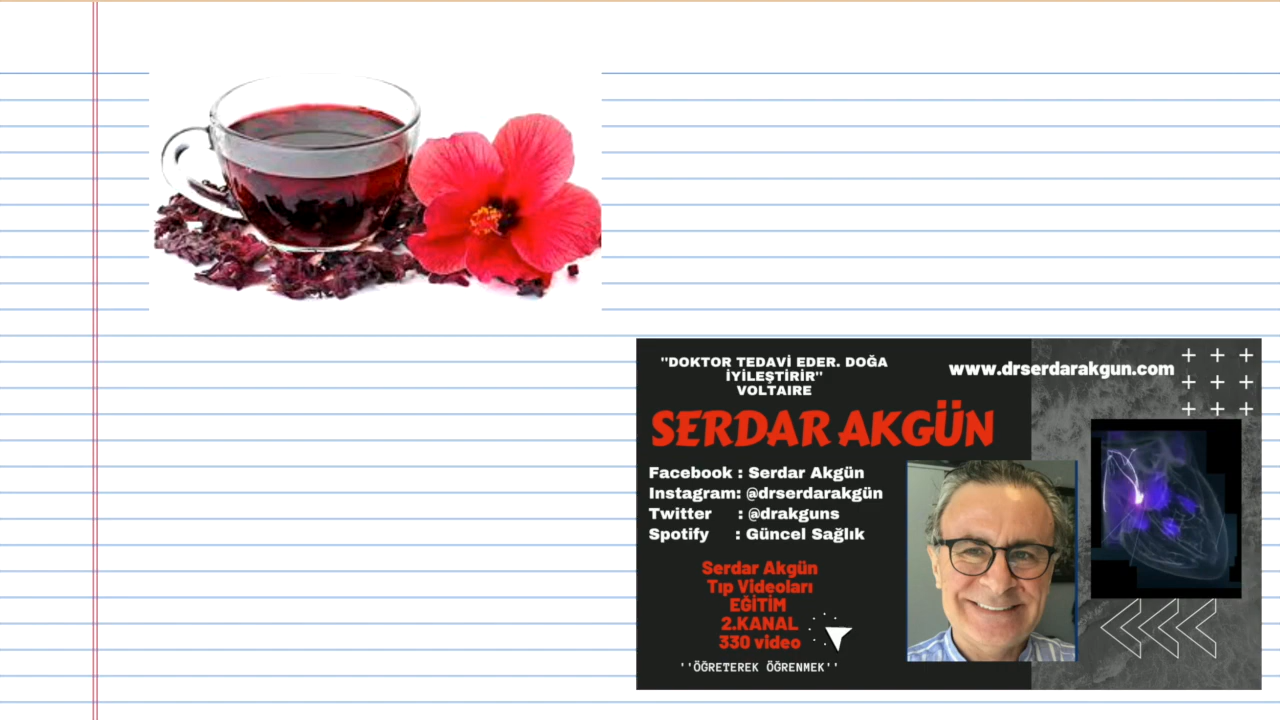 "DOKTOR TEDAVİ EDER. DOĞA
İYİLEŞTİRİR"
VOLTAIRE
www.drserdarakgun.com
SERDAR AKGÜN
Facebook : Serdar Akgün
Instagram: @drserdarakgün
Twitter : @drakguns
Spotify : Güncel Sağlık
Serdar Akgün
Tıp Videoları
EĞİTİM
2.KANAL
330 video
''ÖĞRETEREK ÖĞRENMEK''